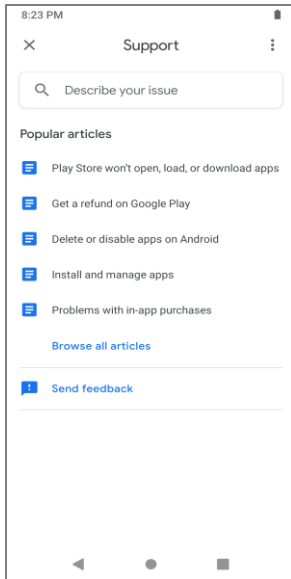 8:23 PM
Support
Describe your issue
Popular articles
Play Store won't open, load, or download apps
Get a refund on Google Play
Delete or disable apps on Android
Install and manage apps
Problems with in-app purchases
Browse all articles
Send feedback